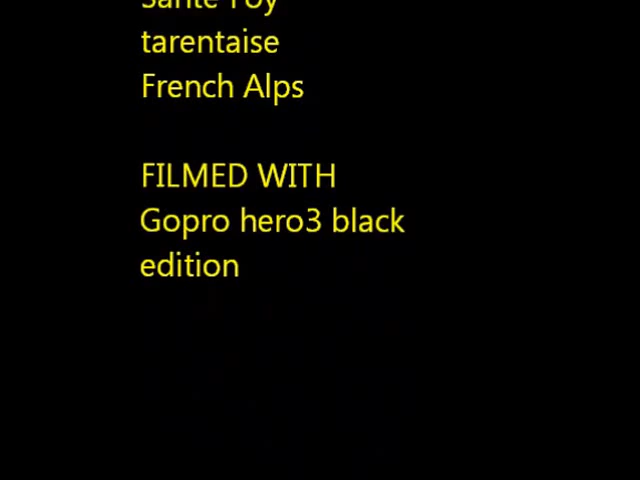 tarentaise
French Alps
FILMED WITH
Gopro hero3 black
edition